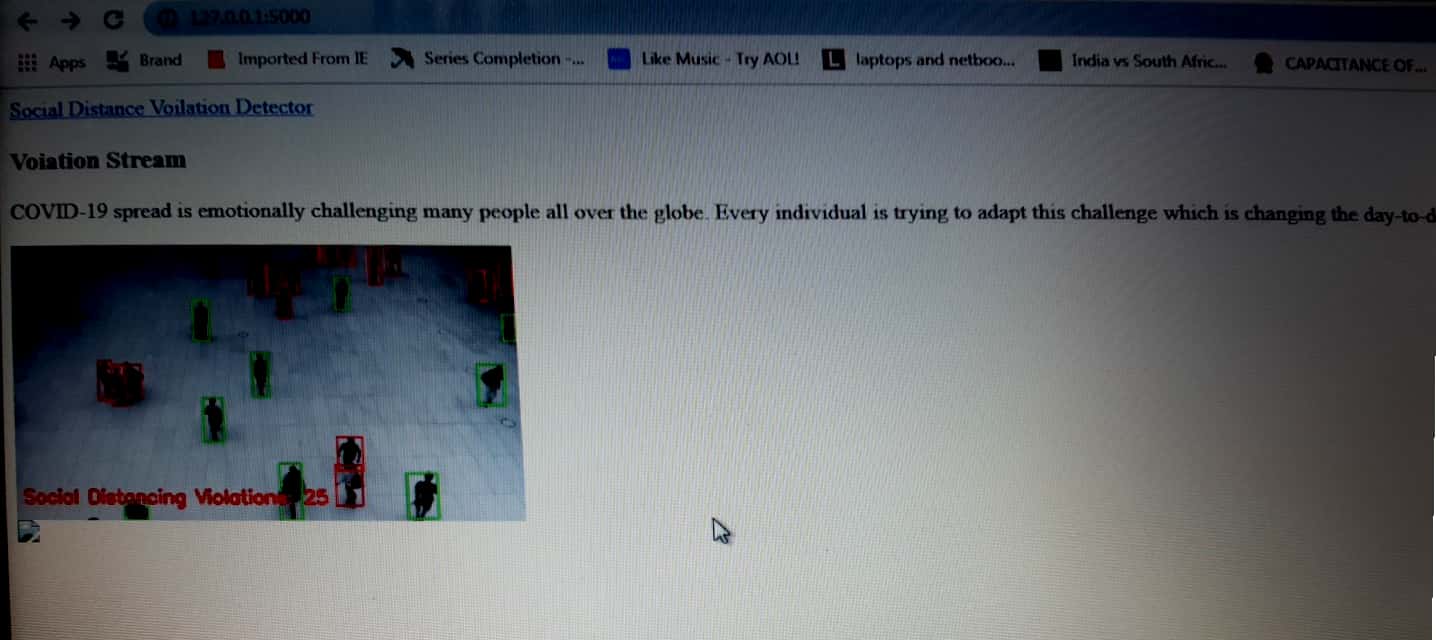 127.0.0.1:5000
Apps Brand Imported From IE Series Completion -... Like Music - Try AOL! laptops and netboo... India vs South Afric... CAPACITANCE OF...
Social Distance Voilation Detector
Voiation Stream
COVID-19 spread is emotionally challenging many people all over the globe. Every individual is trying to adapt this challenge which is changing the day-to-d
Social Distancing Violations: 25